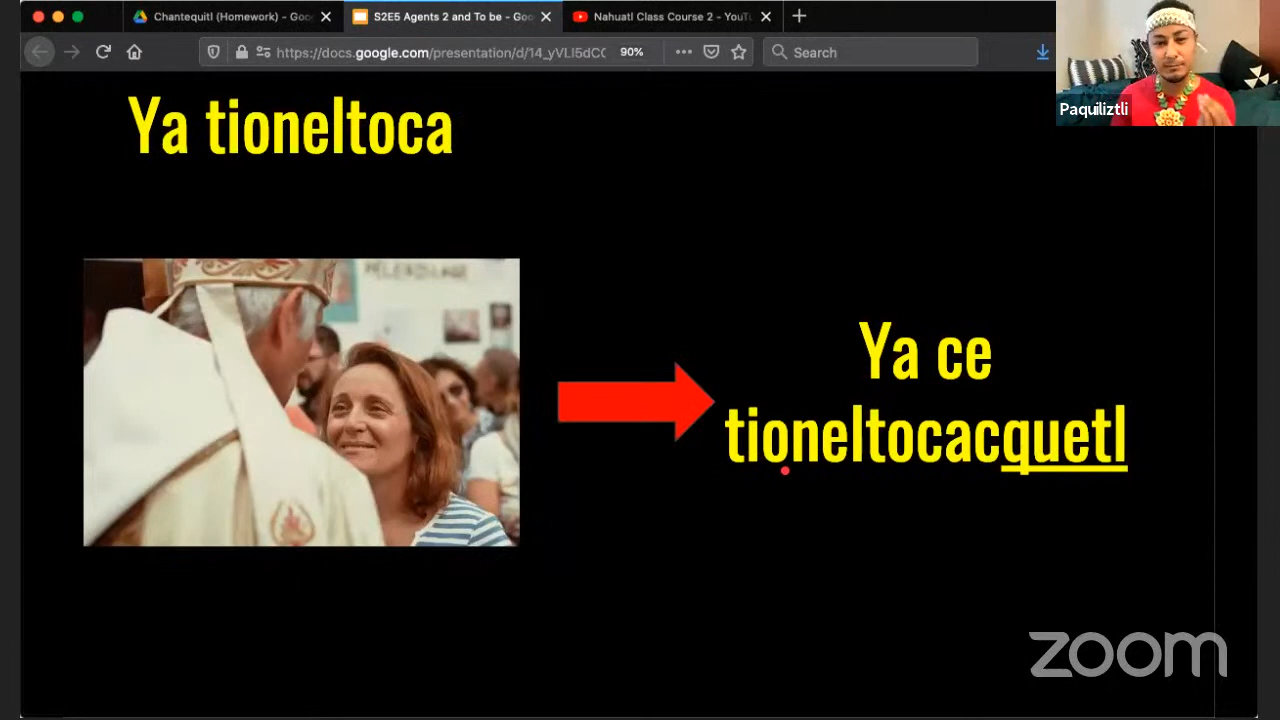 Chantequitl (Homework) - Goo
S2E5 Agents 2 and To be - Goo
Nahuatl Class Course 2 - YouTu
https://docs.google.com/presentation/d/14_yVLI5dC
90%
Search
Paquiliztli
Ya tioneltoca
Ya ce
tioneltocacquetl
zoom